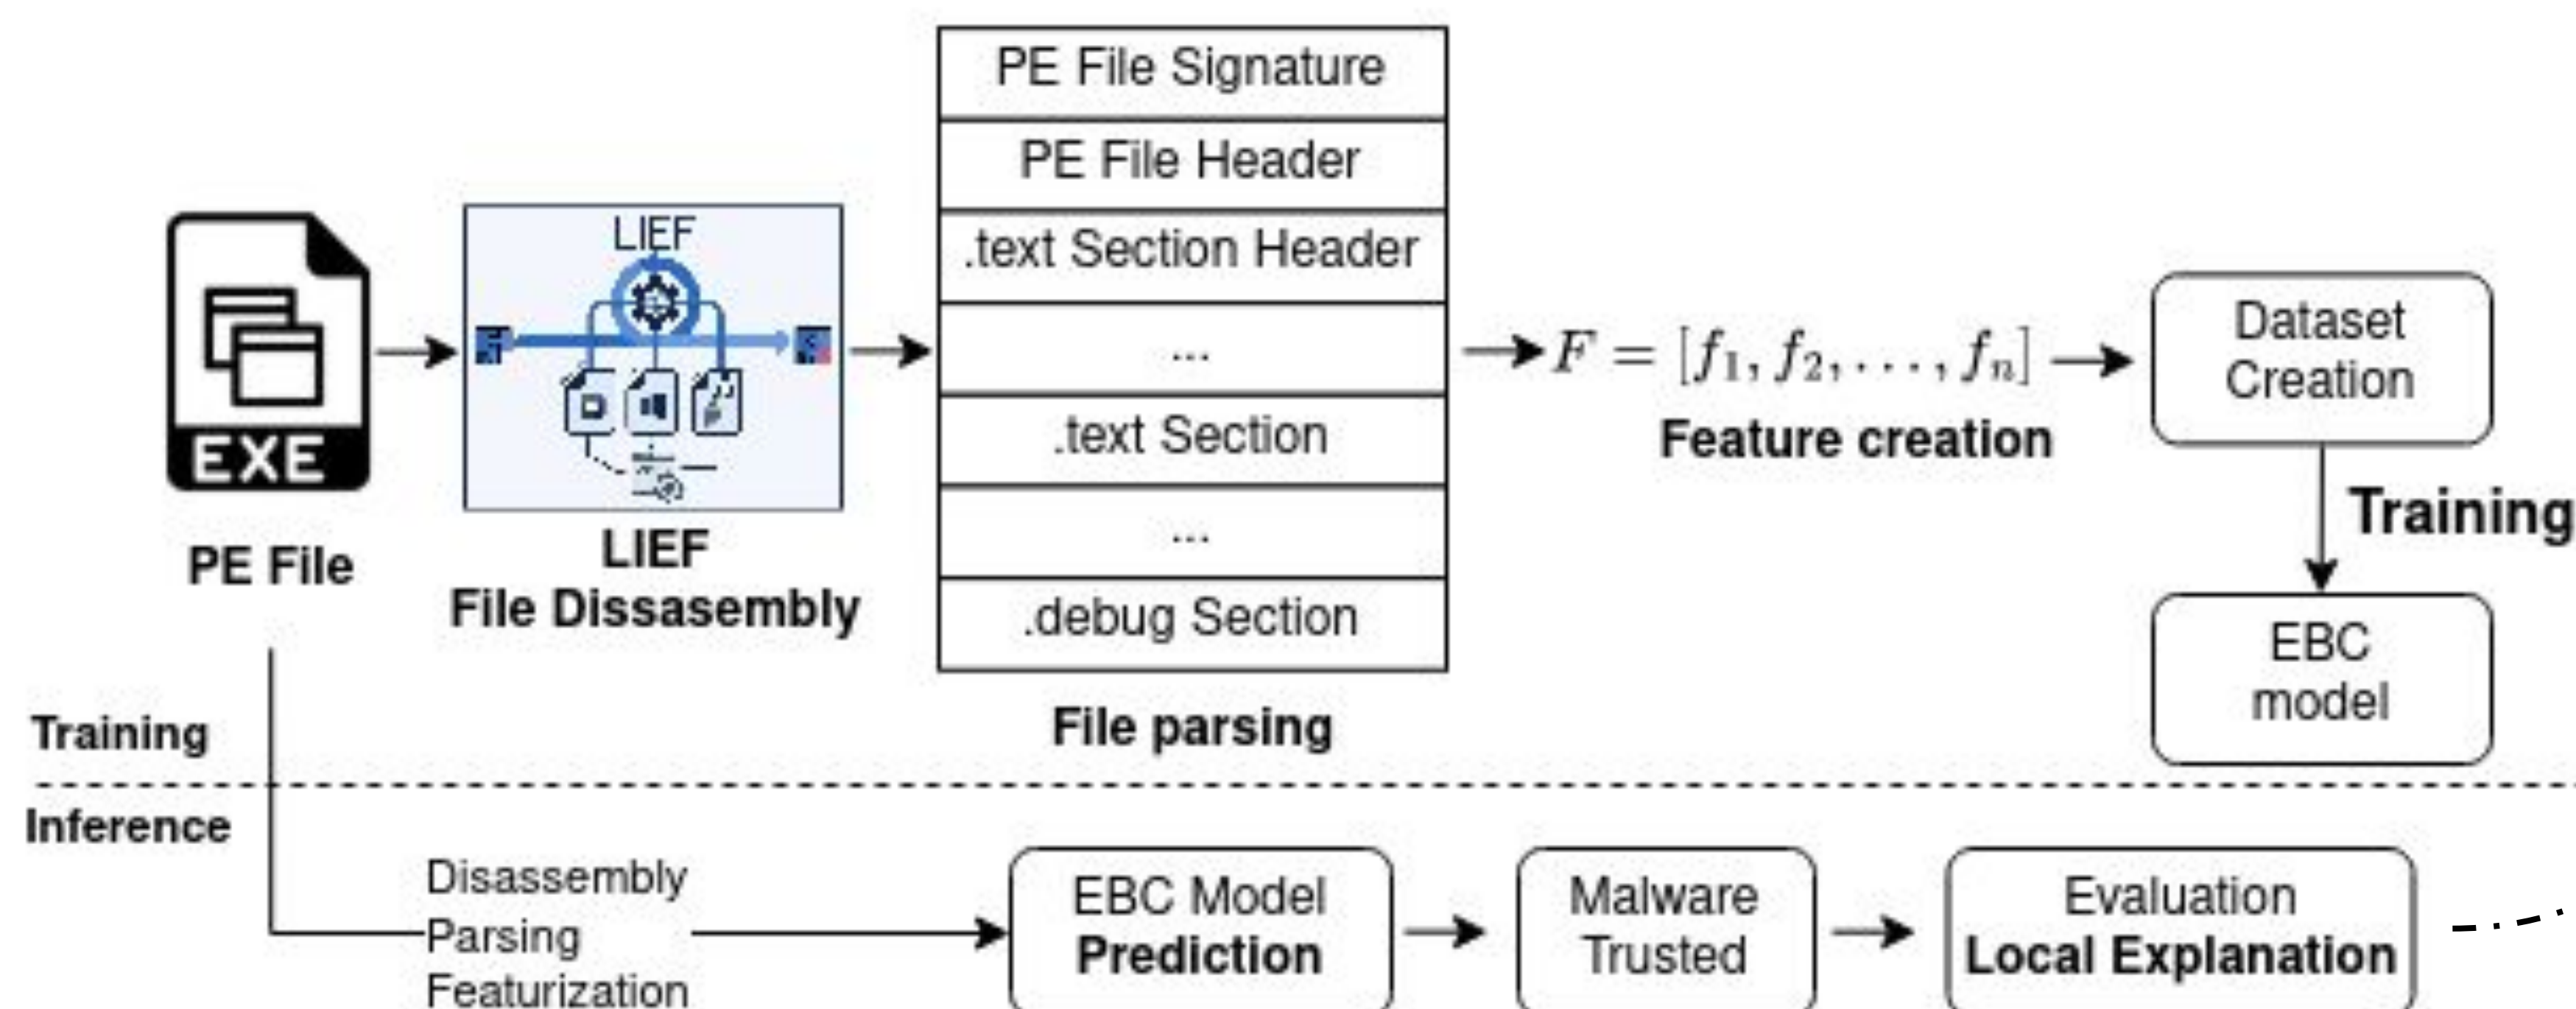 PE File Signature
PE File Header
.text Section Header
...
.text Section
...
.debug Section
File parsing
EXE
PE File
LIEF
LIEF
File Dissasembly
F = [f₁, f₂, . . . , fₙ]
Feature creation
Dataset
Creation
Training
EBC
model
Training
Inference
Disassembly
Parsing
Featurization
EBC Model
Prediction
Malware
Trusted
Evaluation
Local Explanation